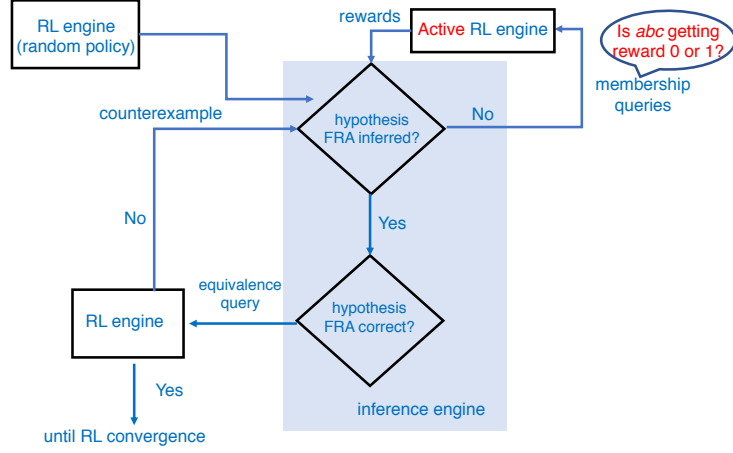 RL engine
(random policy)
rewards
Active RL engine
Is abc getting
reward 0 or 1?
membership
queries
counterexample
hypothesis
FRA inferred?
No
No
Yes
equivalence
query
RL engine
hypothesis
FRA correct?
Yes
inference engine
until RL convergence